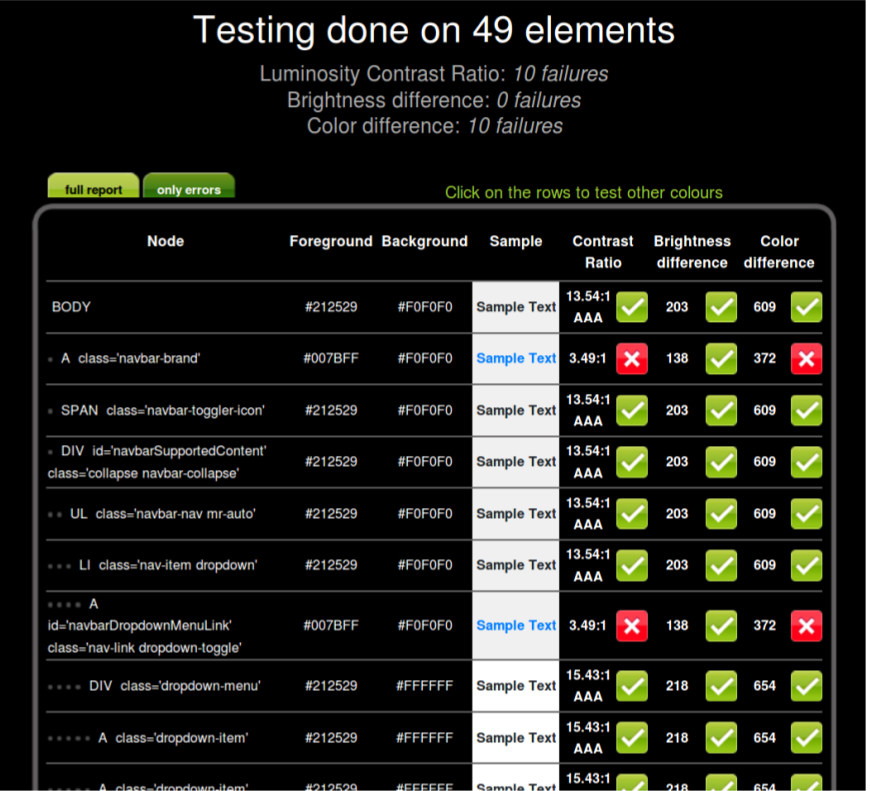 Testing done on 49 elements
Luminosity Contrast Ratio: 10 failures
Brightness difference: 0 failures
Color difference: 10 failures
full report only errors Click on the rows to test other colours
Node Foreground Background Sample Contrast Ratio Brightness difference Color difference
BODY #212529 #F0F0F0 Sample Text 13.54:1 AAA 203 609
A class='navbar-brand' #007BFF #F0F0F0 Sample Text 3.49:1 138 372
SPAN class='navbar-toggler-icon' #212529 #F0F0F0 Sample Text 13.54:1 AAA 203 609
DIV id='navbarSupportedContent' class='collapse navbar-collapse' #212529 #F0F0F0 Sample Text 13.54:1 AAA 203 609
UL class='navbar-nav mr-auto' #212529 #F0F0F0 Sample Text 13.54:1 AAA 203 609
LI class='nav-item dropdown' #212529 #F0F0F0 Sample Text 13.54:1 AAA 203 609
A id='navbarDropdownMenuLink' class='nav-link dropdown-toggle' #007BFF #F0F0F0 Sample Text 3.49:1 138 372
DIV class='dropdown-menu' #212529 #FFFFFF Sample Text 15.43:1 AAA 218 654
A class='dropdown-item' #212529 #FFFFFF Sample Text 15.43:1 AAA 218 654
A class='dropdown-item' #212529 #FFFFFF Sample Text 15.43:1 218 654